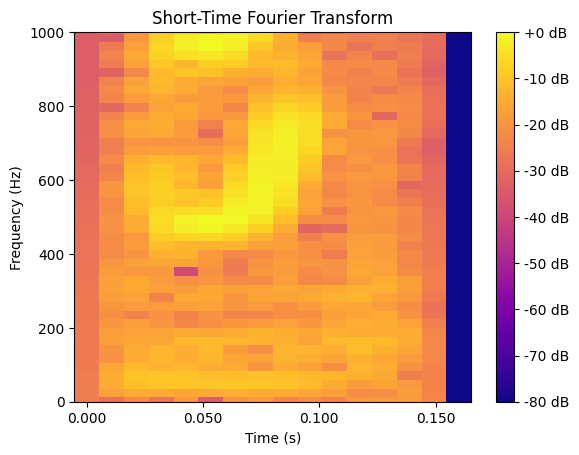 Short-Time Fourier Transform
1000
800
600
400
200
0
Frequency (Hz)
0.000
0.050
0.100
0.150
Time (s)
+0 dB
-10 dB
-20 dB
-30 dB
-40 dB
-50 dB
-60 dB
-70 dB
-80 dB